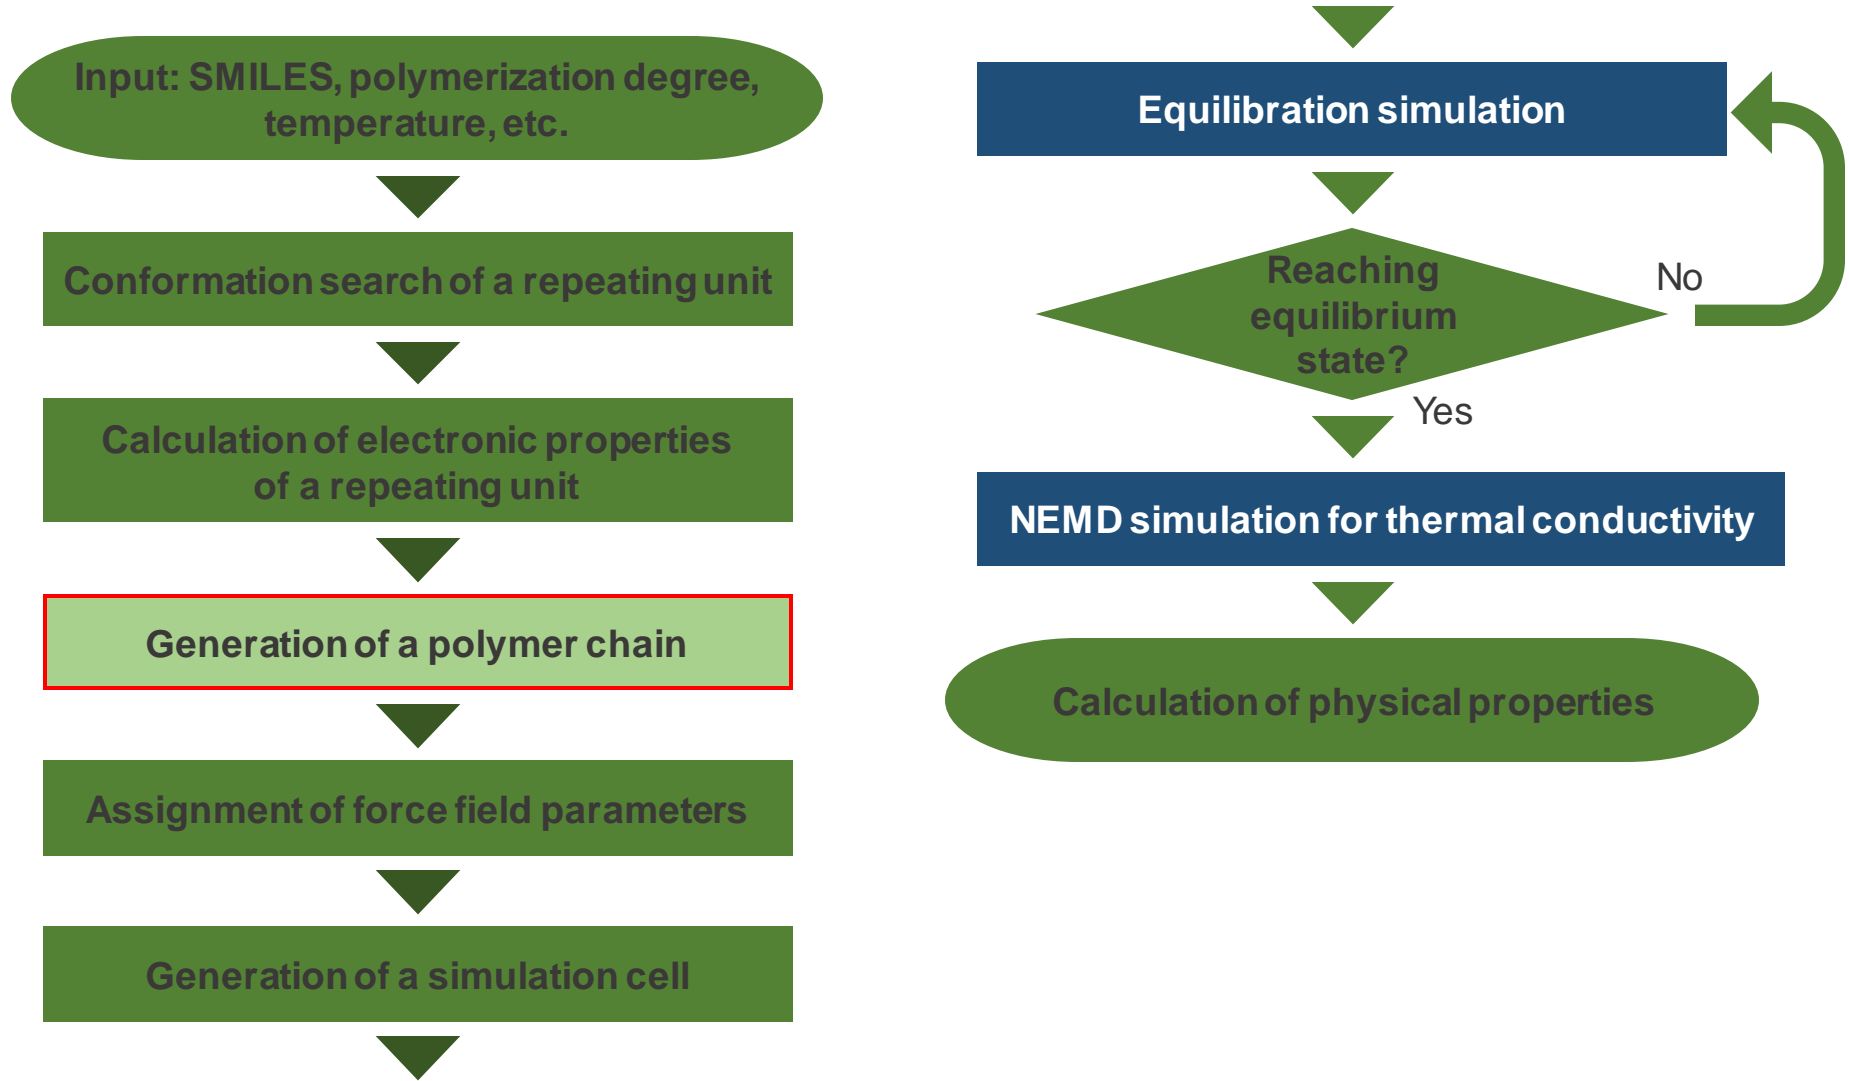 Input: SMILES, polymerization degree,
temperature, etc.
Conformation search of a repeating unit
Calculation of electronic properties
of a repeating unit
Generation of a polymer chain
Assignment of force field parameters
Generation of a simulation cell
Equilibration simulation
Reaching
equilibrium
state?
No
Yes
NEMD simulation for thermal conductivity
Calculation of physical properties